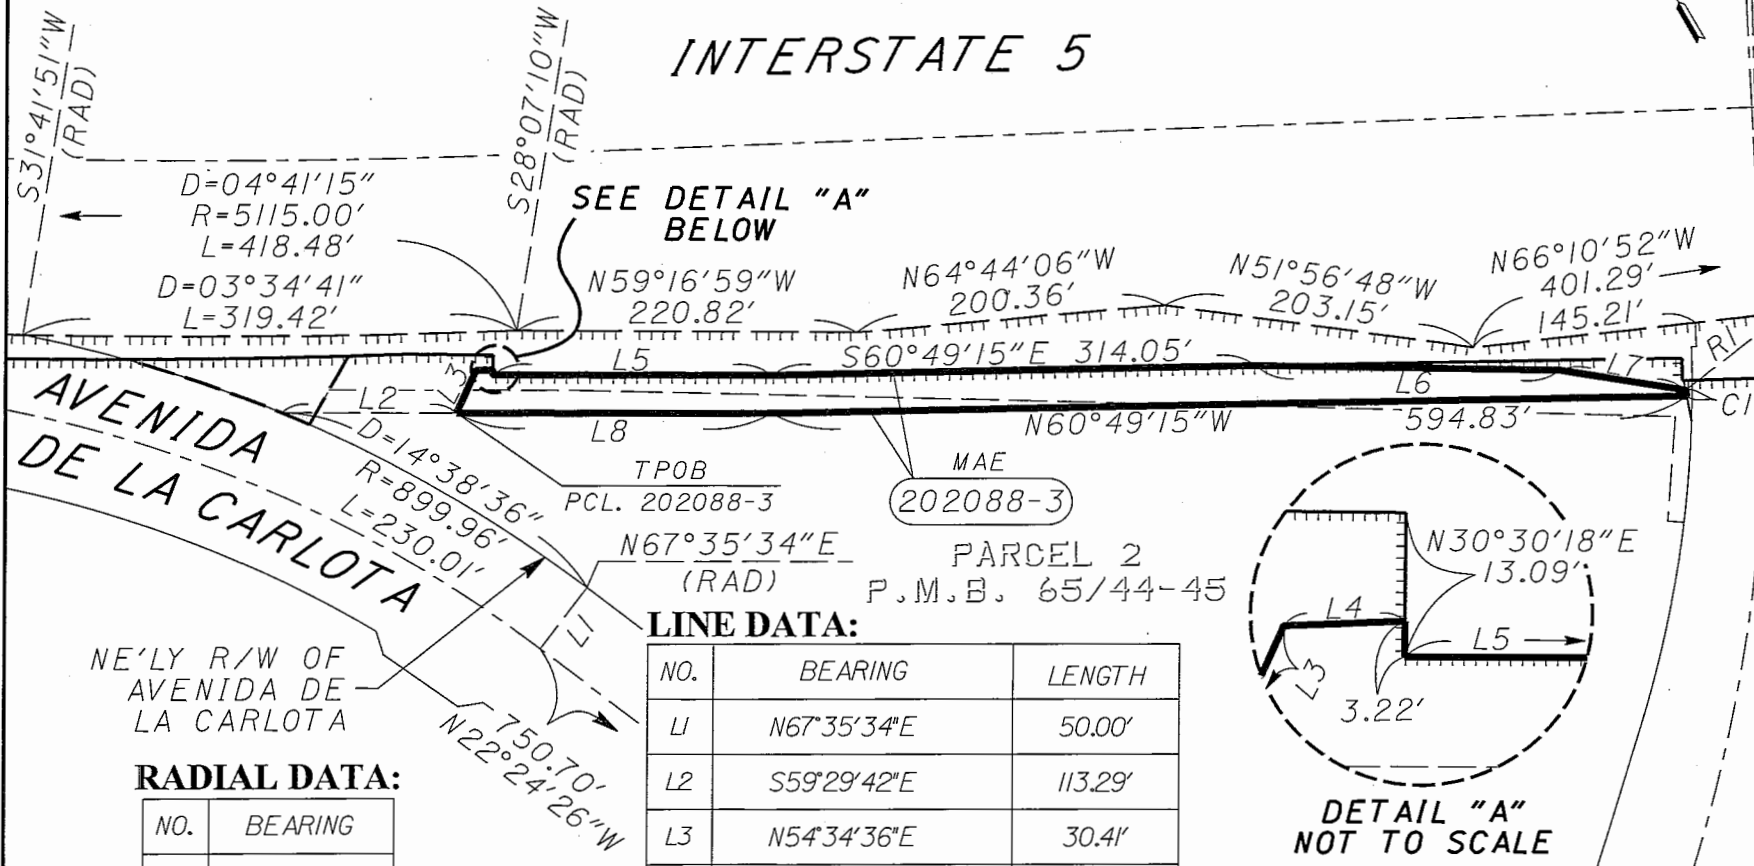 INTERSTATE 5
S31°41'51"W
(RAD)
S28°07'10"W
(RAD)
D=04°41'15"
R=5115.00'
L=418.48'
D=03°34'41"
L=319.42'
SEE DETAIL "A"
BELOW
N59°16'59"W
220.82'
N64°44'06"W
200.36'
N51°56'48"W
203.15'
N66°10'52"W
401.29'
145.21'
R1
C1
L5
S60°49'15"E 314.05'
L6
L7
L3
L2
L8
N60°49'15"W 594.83'
AVENIDA
DE LA CARLOTA
D=14°38'36"
R=899.96'
L=230.01'
TPOB
PCL. 202088-3
MAE
202088-3
N67°35'34"E
(RAD)
PARCEL 2
P.M.B. 65/44-45
L1
NE'LY R/W OF
AVENIDA DE
LA CARLOTA
750.70'
N22°24'26"W
N30°30'18"E
13.09'
L4
L5
L3
3.22'
DETAIL "A"
NOT TO SCALE
LINE DATA:
NO. BEARING LENGTH
L1 N67°35'34"E 50.00'
L2 S59°29'42"E 113.29'
L3 N54°34'36"E 30.41'
RADIAL DATA:
NO. BEARING